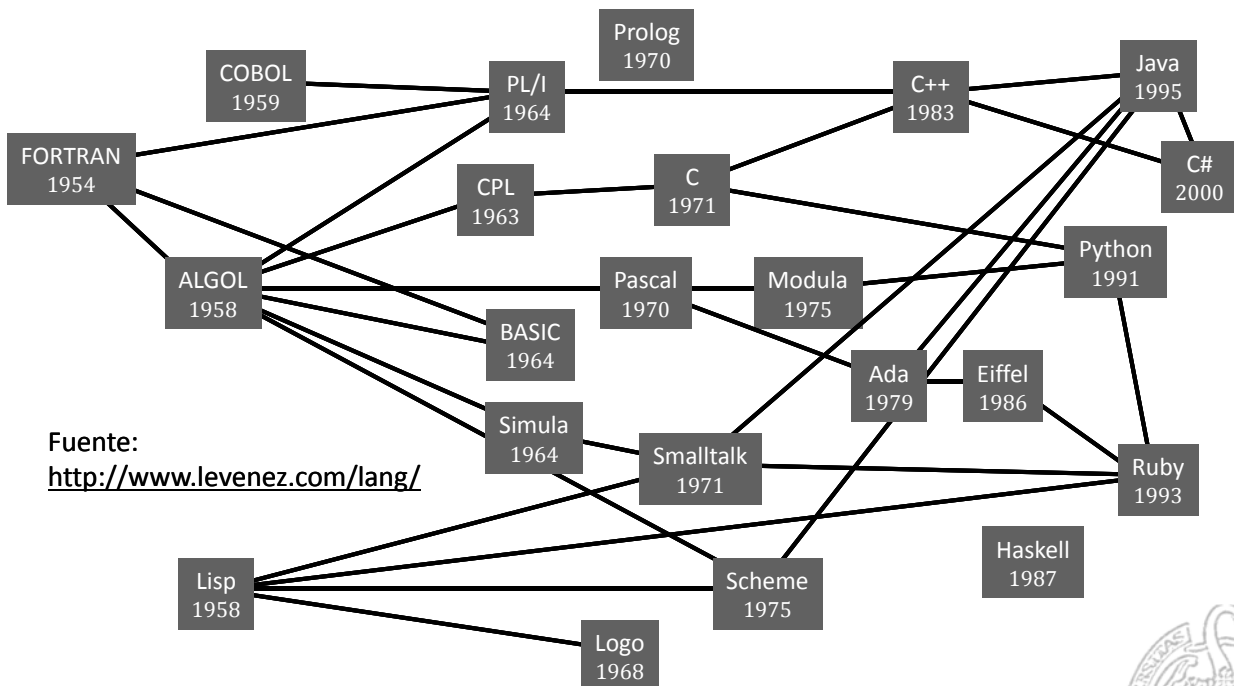 Prolog
1970
COBOL
1959
PL/I
1964
C++
1983
Java
1995
FORTRAN
1954
CPL
1963
C
1971
C#
2000
ALGOL
1958
Pascal
1970
Modula
1975
Python
1991
BASIC
1964
Ada
1979
Eiffel
1986
Simula
1964
Fuente:
http://www.levenez.com/lang/
Smalltalk
1971
Ruby
1993
Lisp
1958
Scheme
1975
Haskell
1987
Logo
1968